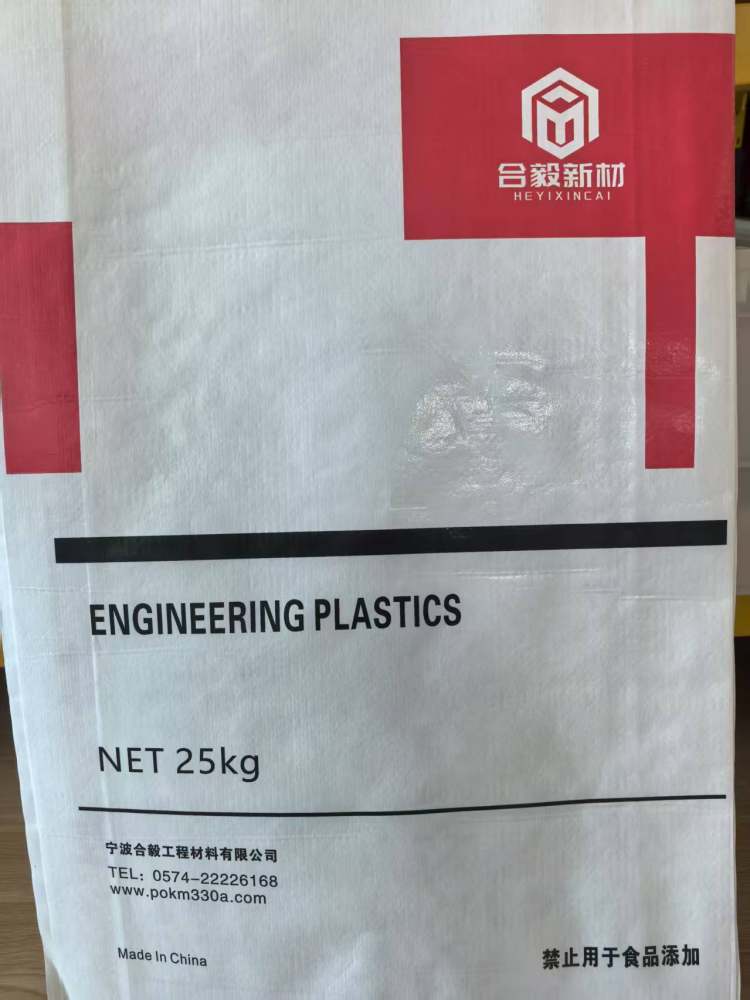 合毅新材
HEYIXINCAI
ENGINEERING PLASTICS
NET 25kg
宁波合毅工程材料有限公司
TEL: 0574-22226168
www.pokm330a.com
Made In China
禁止用于食品添加